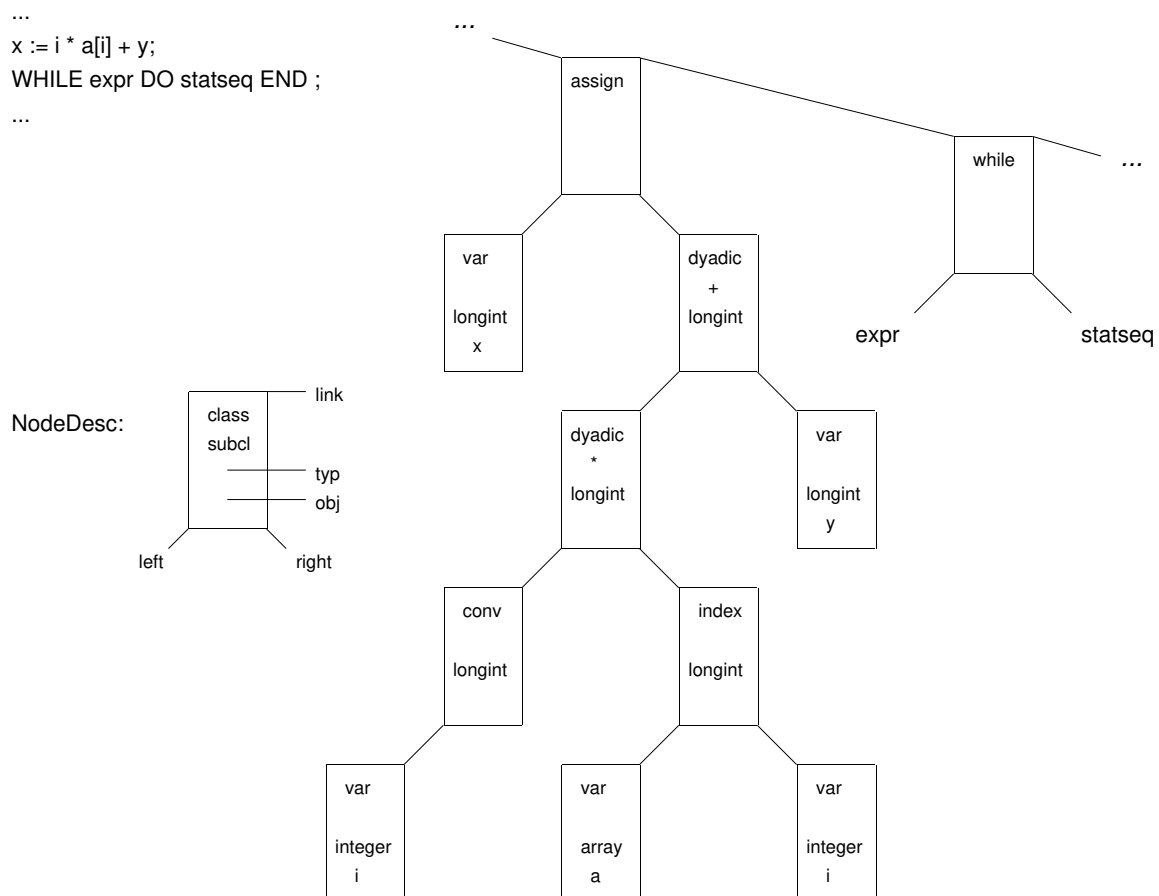 ...
x := i * a[i] + y;
WHILE expr DO statseq END ;
...
...
assign
while
...
var
longint
x
dyadic
+
longint
expr
statseq
NodeDesc:
class
subcl
link
typ
obj
left
right
dyadic
*
longint
var
longint
y
conv
longint
index
longint
var
integer
i
var
array
a
var
integer
i